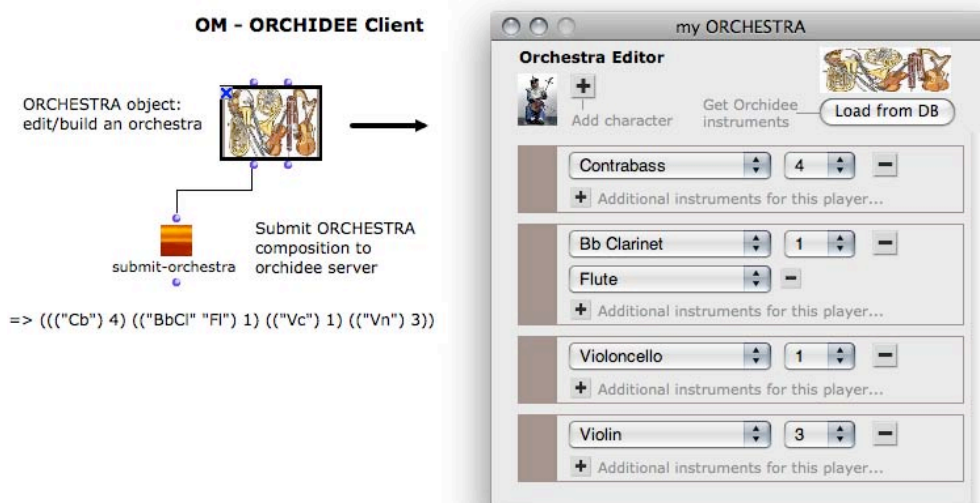 OM - ORCHIDEE Client
ORCHESTRA object:
edit/build an orchestra
Submit ORCHESTRA
composition to
orchidee server
submit-orchestra
=> ((("Cb") 4) (("BbCl" "Fl") 1) (("Vc") 1) (("Vn") 3))
my ORCHESTRA
Orchestra Editor
Add character
Get Orchidee
instruments
Load from DB
Contrabass 4
Additional instruments for this player...
Bb Clarinet 1
Flute
Additional instruments for this player...
Violoncello 1
Additional instruments for this player...
Violin 3
Additional instruments for this player...